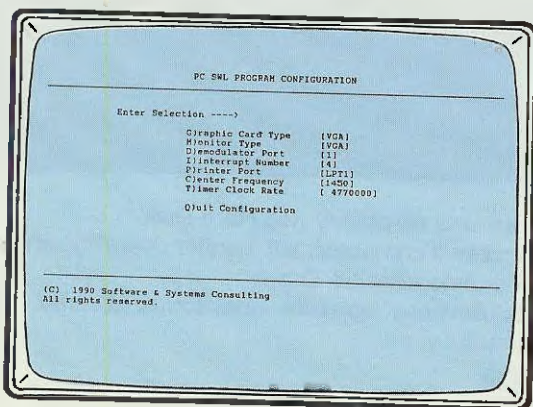 PC SWL PROGRAM CONFIGURATION
Enter Selection ---->
G)raphic Card Type [VGA]
M)onitor Type [VGA]
D)emodulator Port [1]
I)interrupt Number [4]
P)rinter Port [LPT1]
C)enter Frequency [1450]
T)imer Clock Rate [ 4770000]
Q)uit Configuration
(C) 1990 Software & Systems Consulting
All rights reserved.